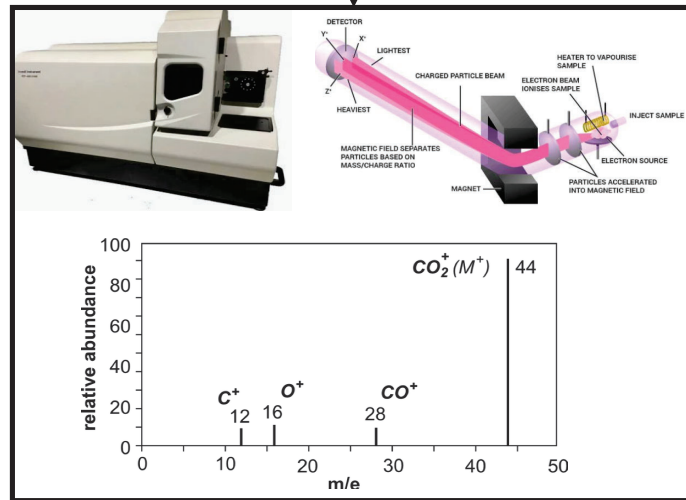 DETECTOR
Y+
X+
LIGHTEST
Z+
HEAVIEST
CHARGED PARTICLE BEAM
HEATER TO VAPOURISE
SAMPLE
ELECTRON BEAM
IONISES SAMPLE
INJECT SAMPLE
MAGNETIC FIELD SEPARATES
PARTICLES BASED ON
MASS/CHARGE RATIO
ELECTRON SOURCE
MAGNET
PARTICLES ACCELERATED
INTO MAGNETIC FIELD
100
80
60
40
20
0
relative abundance
CO2+ (M+) 44
C+
12
O+
16
CO+
28
0 10 20 30 40 50
m/e